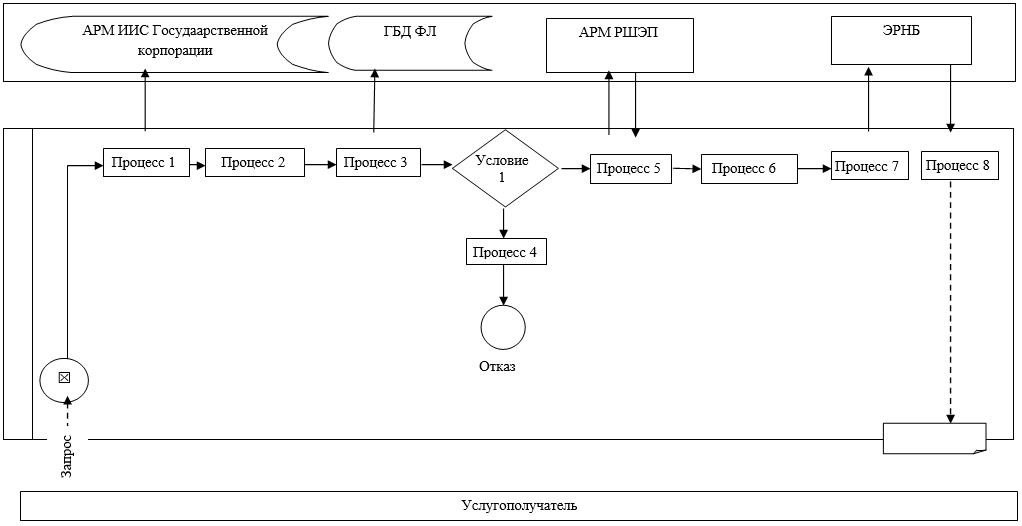 АРМ ИИС Государственной
корпорации
ГБД ФЛ
АРМ РШЭП
ЭРНБ
Процесс 1
Процесс 2
Процесс 3
Условие
1
Процесс 5
Процесс 6
Процесс 7
Процесс 8
Процесс 4
Отказ
Запрос
Услугополучатель